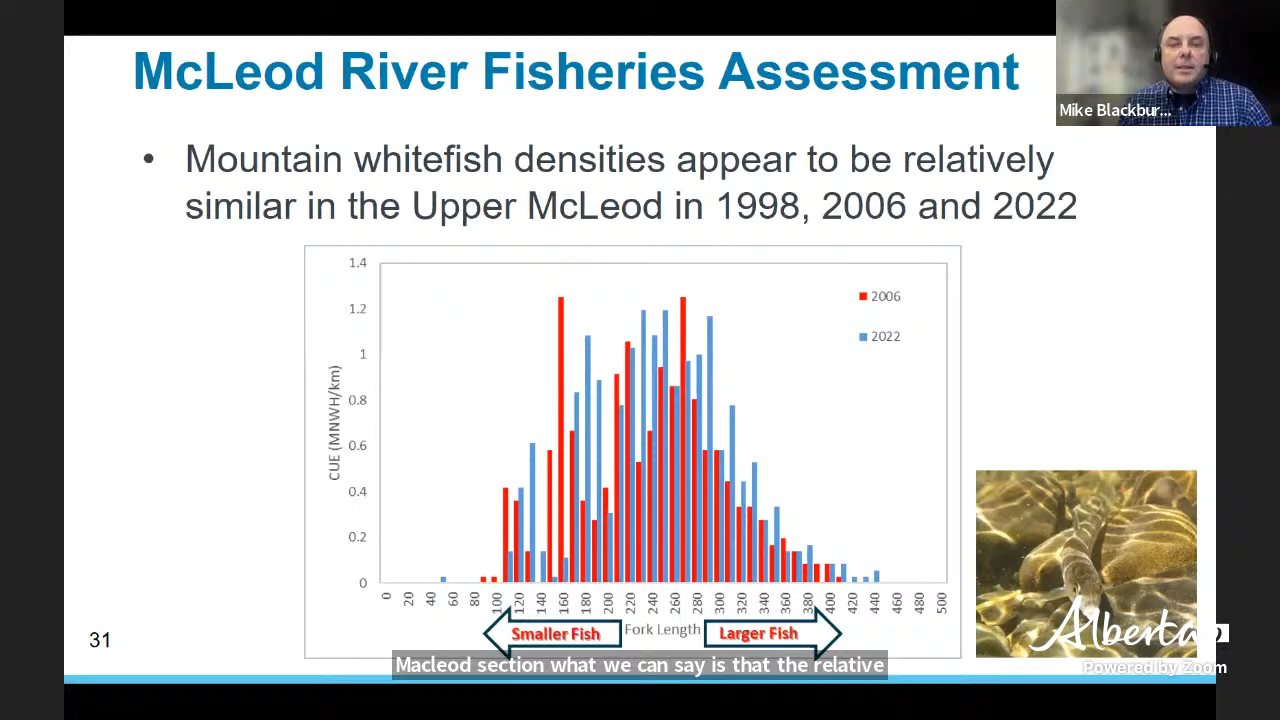 McLeod River Fisheries Assessment
Mike Blackbur...
• Mountain whitefish densities appear to be relatively
similar in the Upper McLeod in 1998, 2006 and 2022
1.4
1.2
1
0.8
0.6
0.4
0.2
0
CUE (MNWH/km)
2006
2022
0 20 40 60 80 100 120 140 160 180 200 220 240 260 280 300 320 340 360 380 400 420 440 460 480 500
Smaller Fish
Fork Length
Larger Fish
31
Alberta
Macleod section what we can say is that the relative
Powered by Zoom